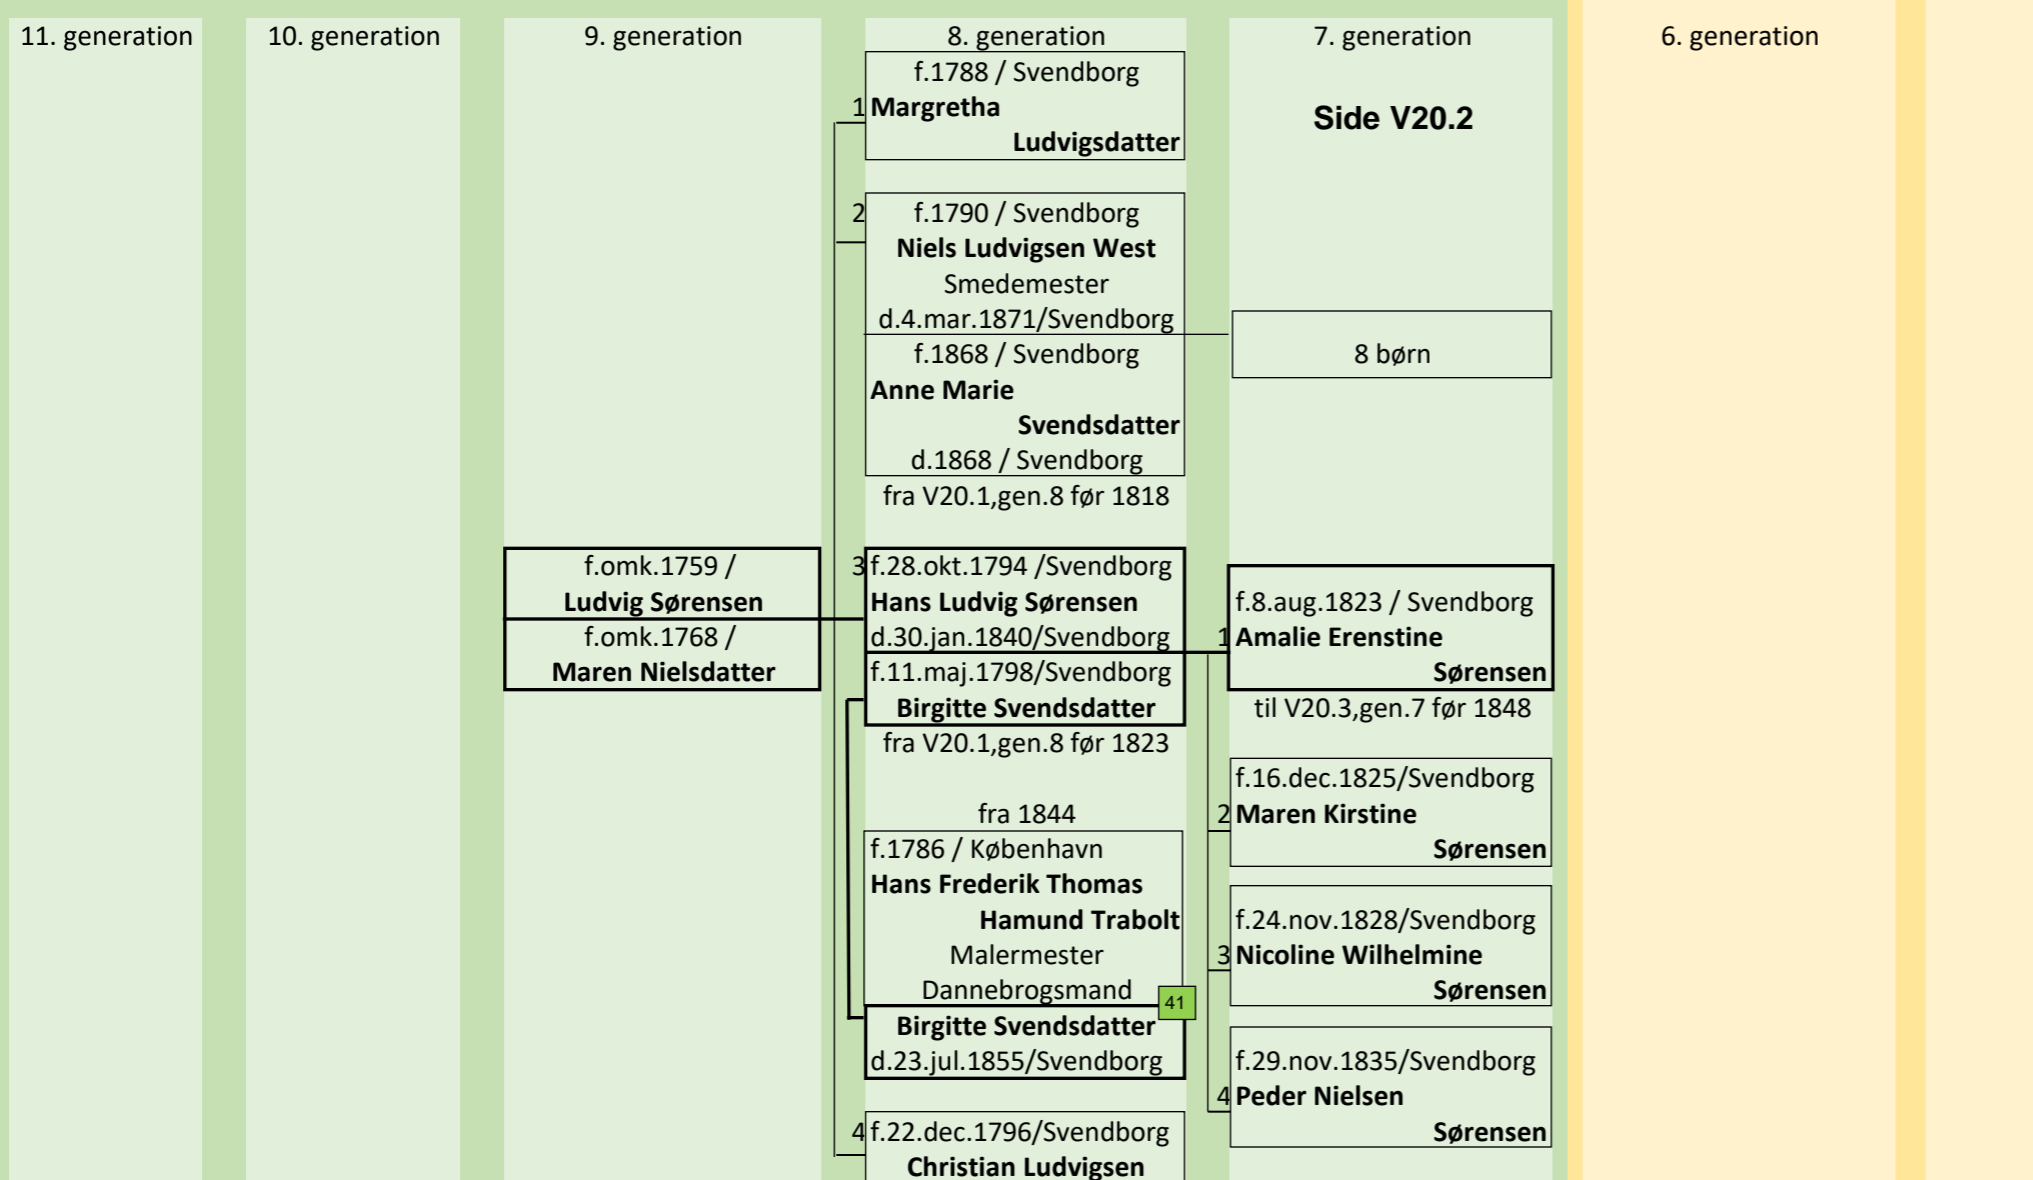 11. generation
10. generation
9. generation
8. generation
7. generation
6. generation
Side V20.2
1
f.1788 / Svendborg
Margretha
Ludvigsdatter
2
f.1790 / Svendborg
Niels Ludvigsen West
Smedemester
d.4.mar.1871/Svendborg
f.1868 / Svendborg
Anne Marie
Svendsdatter
d.1868 / Svendborg
fra V20.1,gen.8 før 1818
8 børn
f.omk.1759 /
Ludvig Sørensen
f.omk.1768 /
Maren Nielsdatter
3
f.28.okt.1794 /Svendborg
Hans Ludvig Sørensen
d.30.jan.1840/Svendborg
f.11.maj.1798/Svendborg
Birgitte Svendsdatter
fra V20.1,gen.8 før 1823
fra 1844
f.1786 / København
Hans Frederik Thomas
Hamund Trabolt
Malermester
Dannebrogsmand
41
Birgitte Svendsdatter
d.23.jul.1855/Svendborg
4
f.22.dec.1796/Svendborg
Christian Ludvigsen
f.8.aug.1823 / Svendborg
1
Amalie Erenstine
Sørensen
til V20.3,gen.7 før 1848
f.16.dec.1825/Svendborg
2
Maren Kirstine
Sørensen
f.24.nov.1828/Svendborg
3
Nicoline Wilhelmine
Sørensen
f.29.nov.1835/Svendborg
4
Peder Nielsen
Sørensen